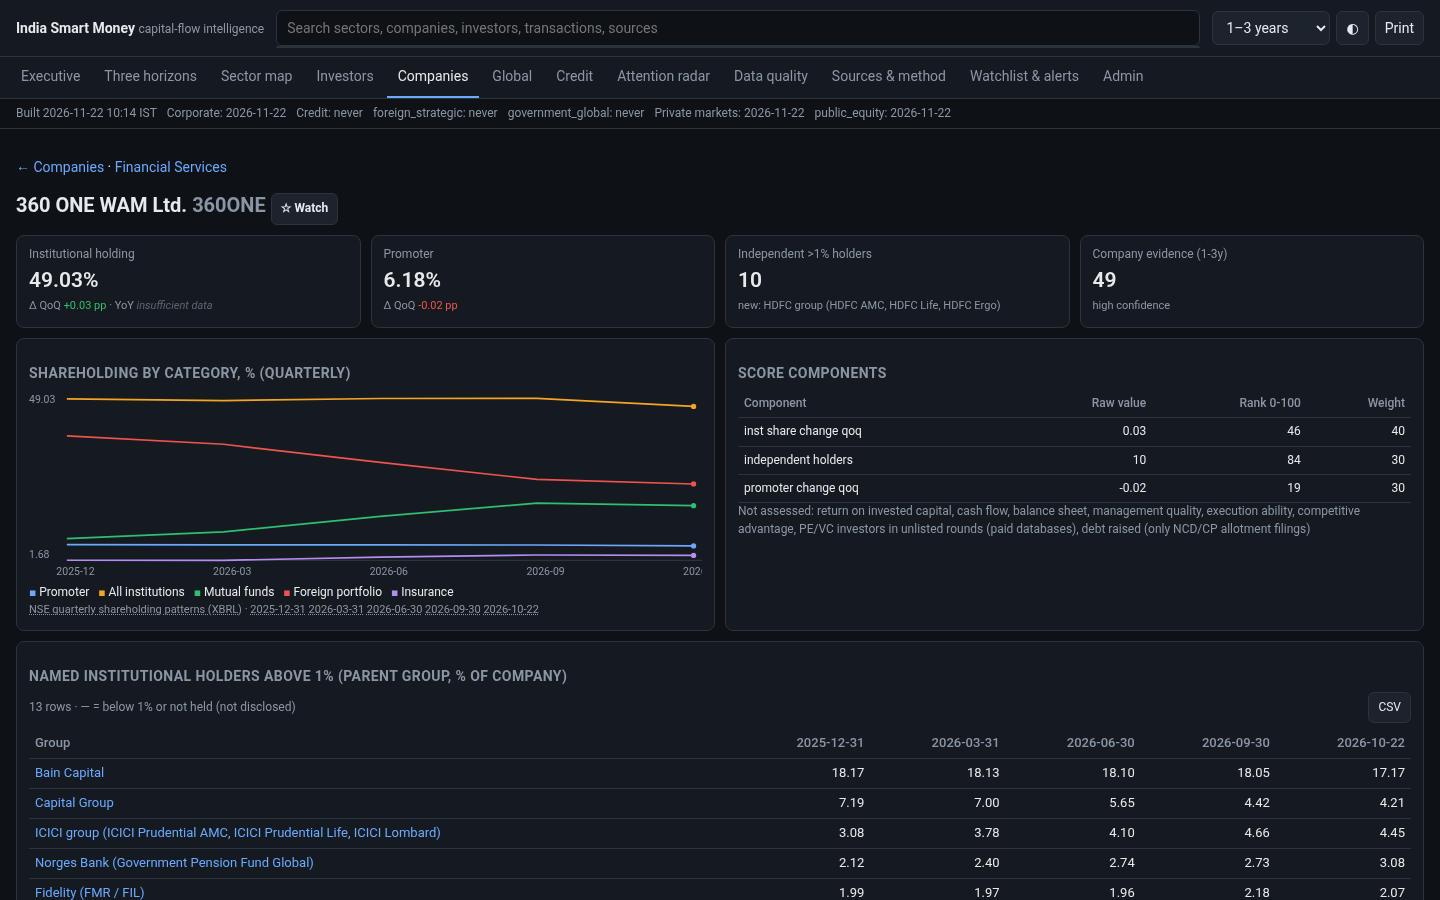 India Smart Money capital-flow intelligence
Search sectors, companies, investors, transactions, sources
1–3 years
Print
Executive Three horizons Sector map Investors Companies Global Credit Attention radar Data quality Sources & method Watchlist & alerts Admin
Built 2026-11-22 10:14 IST Corporate: 2026-11-22 Credit: never foreign_strategic: never government_global: never Private markets: 2026-11-22 public_equity: 2026-11-22
← Companies · Financial Services
360 ONE WAM Ltd. 360ONE ☆ Watch
Institutional holding
49.03%
Δ QoQ +0.03 pp · YoY insufficient data
Promoter
6.18%
Δ QoQ -0.02 pp
Independent >1% holders
10
new: HDFC group (HDFC AMC, HDFC Life, HDFC Ergo)
Company evidence (1-3y)
49
high confidence
SHAREHOLDING BY CATEGORY, % (QUARTERLY)
49.03
1.68
2025-12 2026-03 2026-06 2026-09 202
Promoter All institutions Mutual funds Foreign portfolio Insurance
NSE quarterly shareholding patterns (XBRL) · 2025-12-31 2026-03-31 2026-06-30 2026-09-30 2026-10-22
SCORE COMPONENTS
Component Raw value Rank 0-100 Weight
inst share change qoq 0.03 46 40
independent holders 10 84 30
promoter change qoq -0.02 19 30
Not assessed: return on invested capital, cash flow, balance sheet, management quality, execution ability, competitive
advantage, PE/VC investors in unlisted rounds (paid databases), debt raised (only NCD/CP allotment filings)
NAMED INSTITUTIONAL HOLDERS ABOVE 1% (PARENT GROUP, % OF COMPANY)
13 rows · — = below 1% or not held (not disclosed)
CSV
Group 2025-12-31 2026-03-31 2026-06-30 2026-09-30 2026-10-22
Bain Capital 18.17 18.13 18.10 18.05 17.17
Capital Group 7.19 7.00 5.65 4.42 4.21
ICICI group (ICICI Prudential AMC, ICICI Prudential Life, ICICI Lombard) 3.08 3.78 4.10 4.66 4.45
Norges Bank (Government Pension Fund Global) 2.12 2.40 2.74 2.73 3.08
Fidelity (FMR / FIL) 1.99 1.97 1.96 2.18 2.07